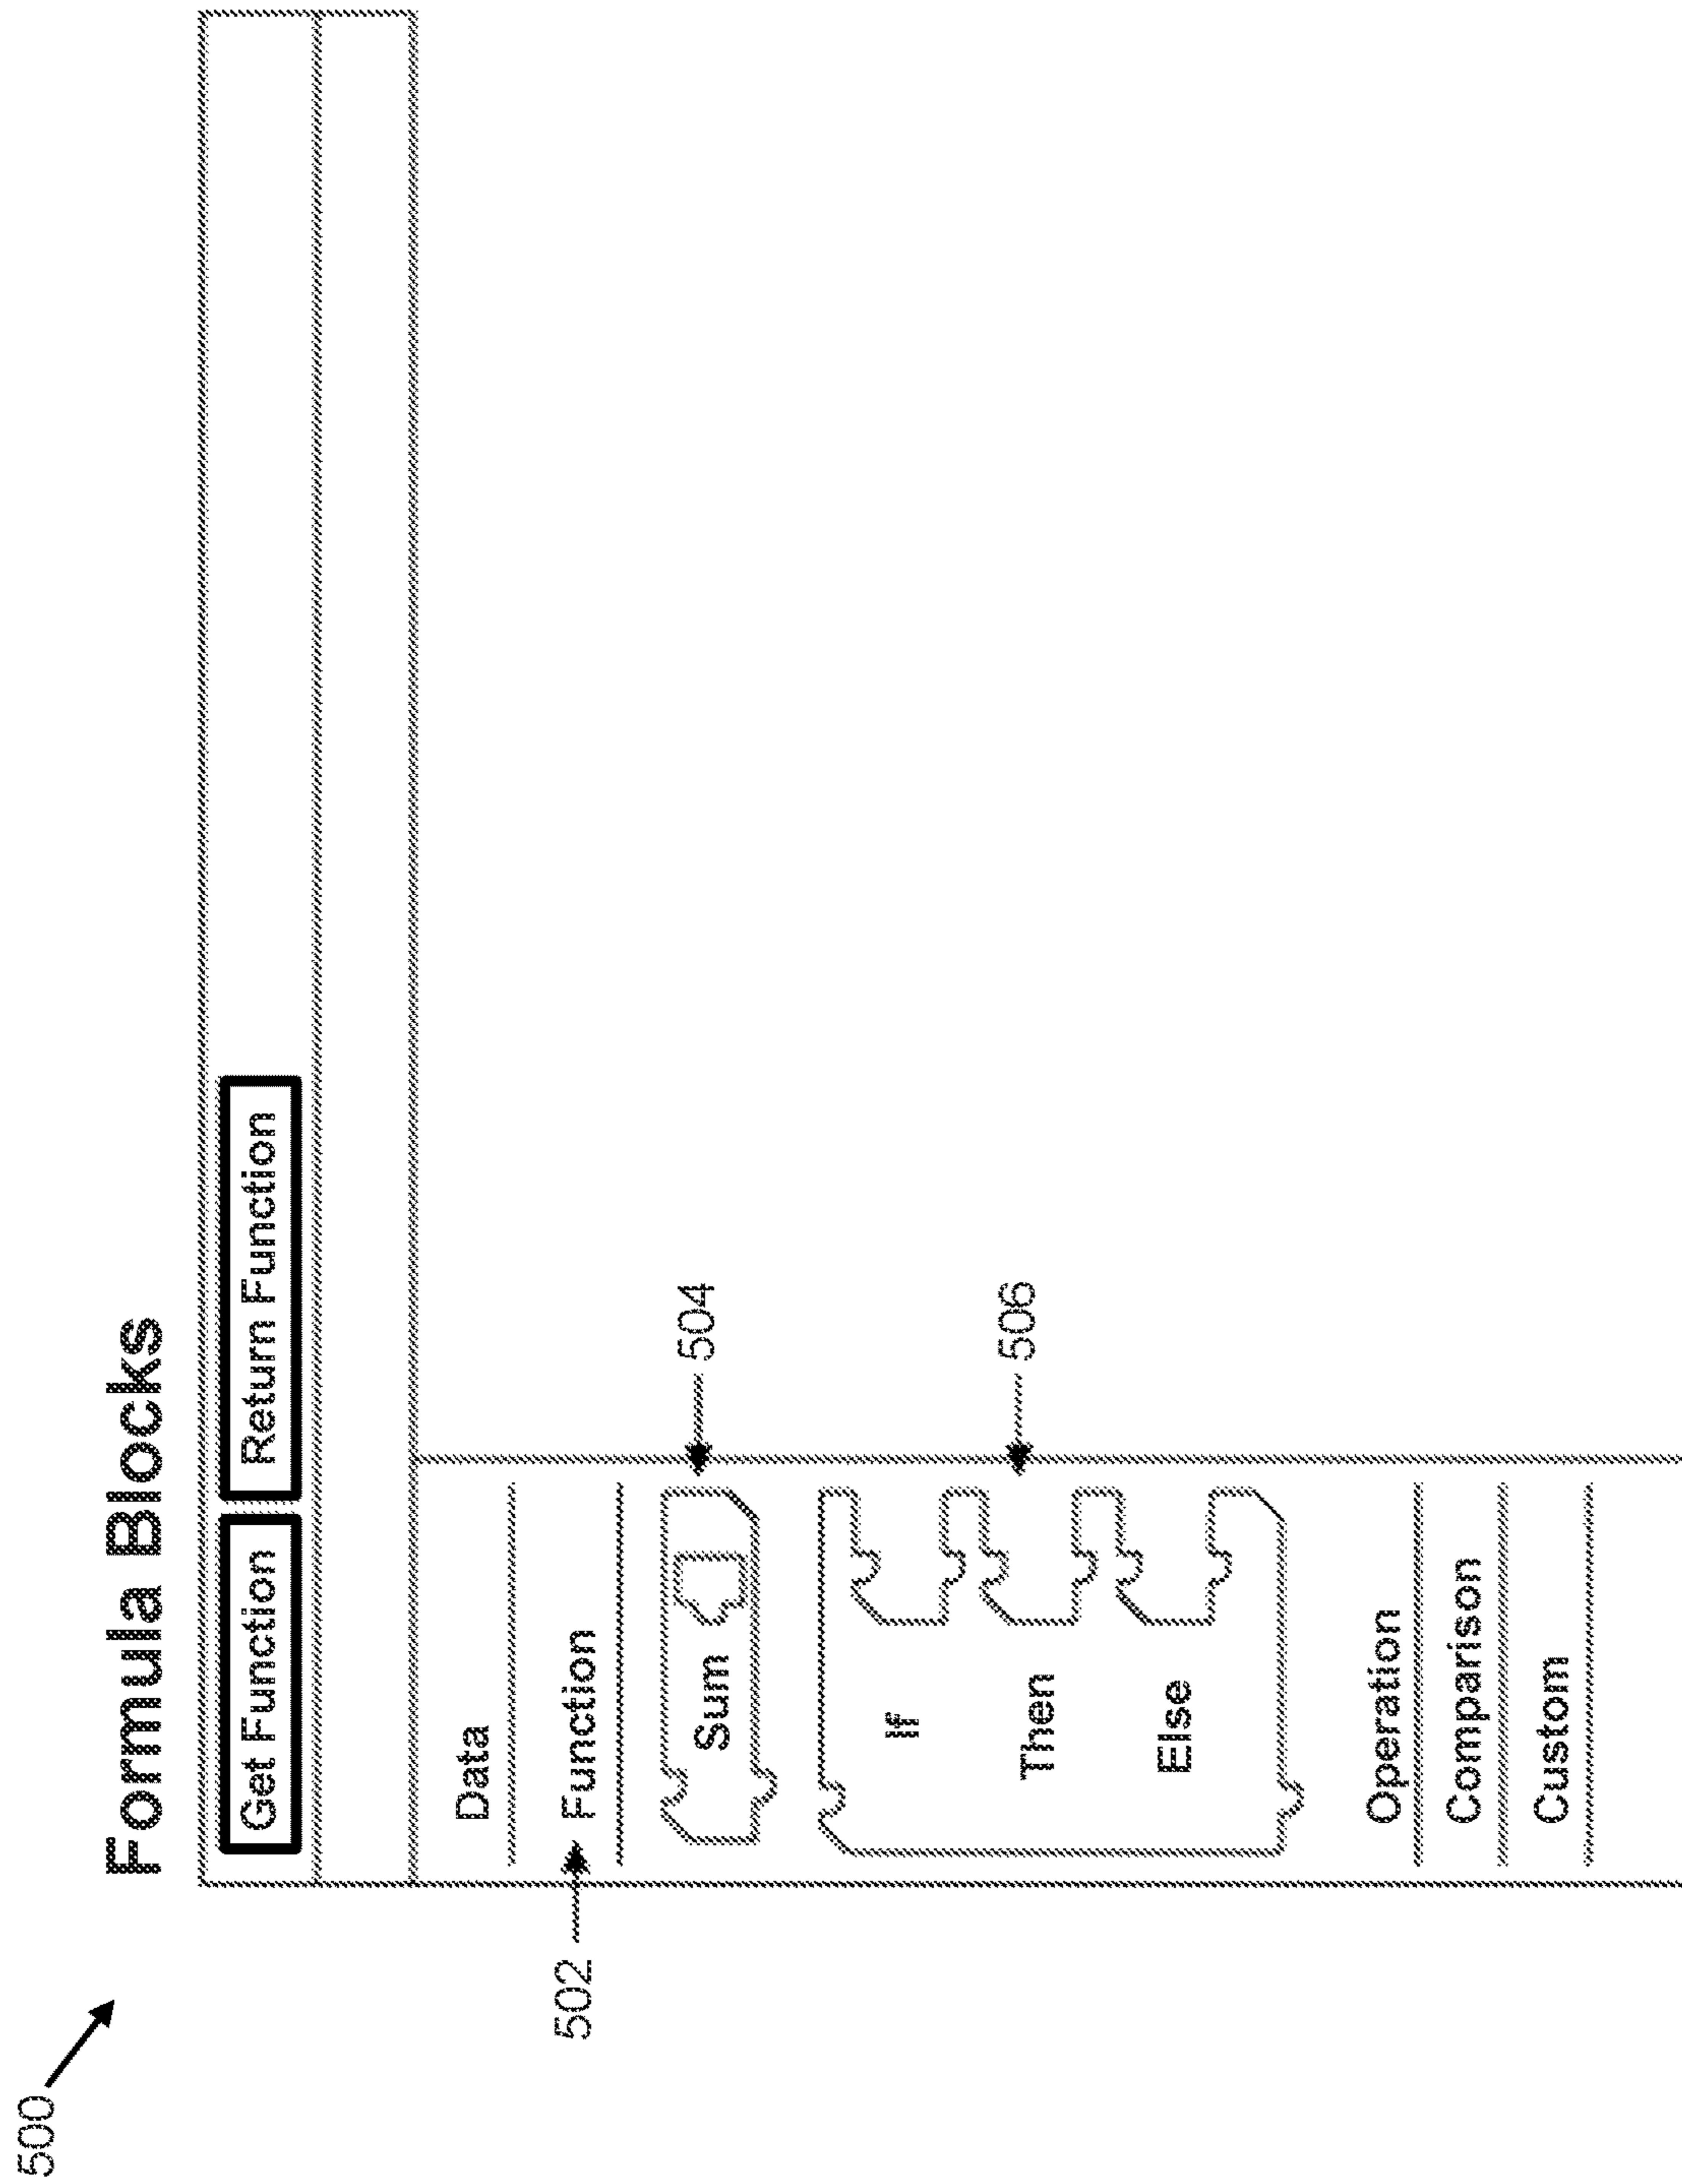 500
Formula Blocks
Get Function Return Function
Data
502 Function
Sum 504
If
Then 506
Else
Operation
Comparison
Custom